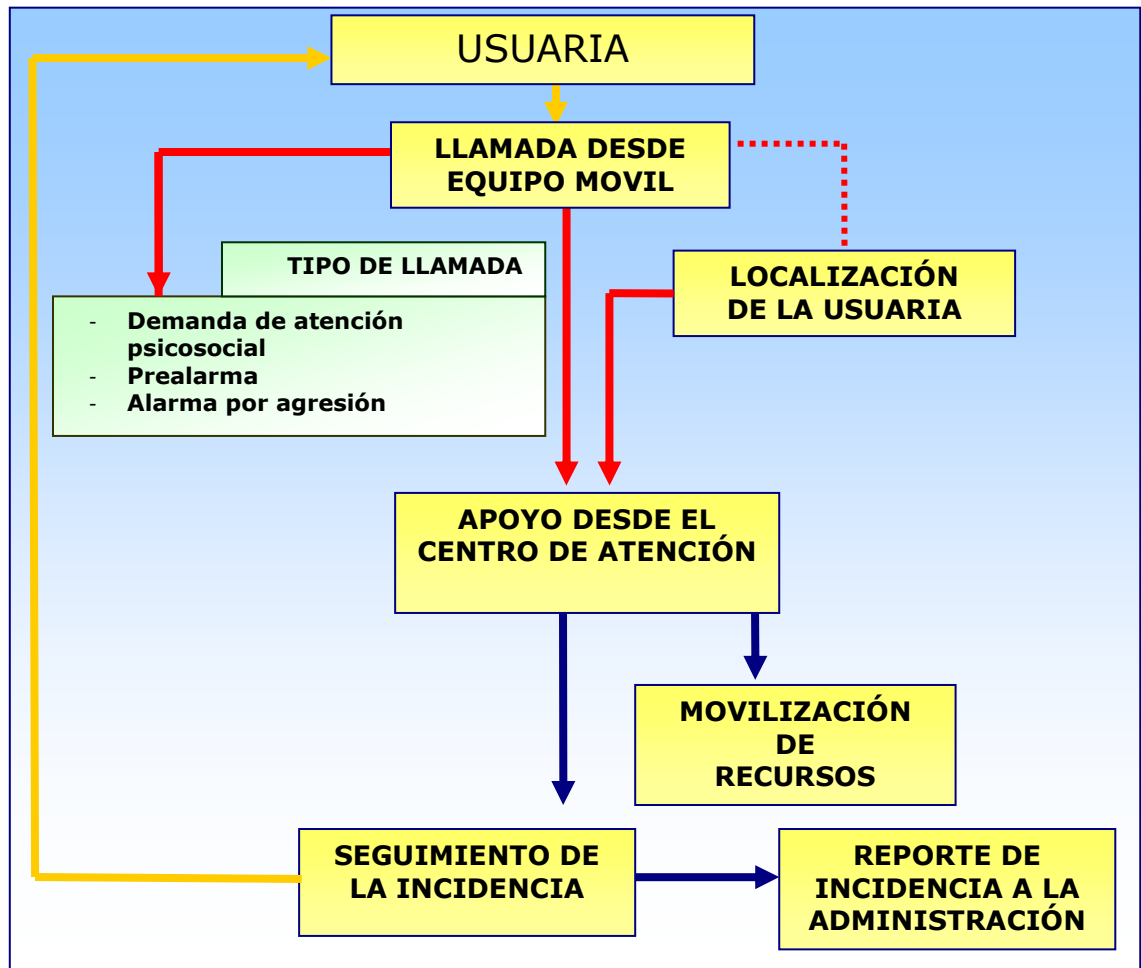 USUARIA
LLAMADA DESDE
EQUIPO MOVIL
TIPO DE LLAMADA
- Demanda de atención
psicosocial
- Prealarma
- Alarma por agresión
LOCALIZACIÓN
DE LA USUARIA
APOYO DESDE EL
CENTRO DE ATENCIÓN
MOVILIZACIÓN
DE
RECURSOS
SEGUIMIENTO DE
LA INCIDENCIA
REPORTE DE
INCIDENCIA A LA
ADMINISTRACIÓN